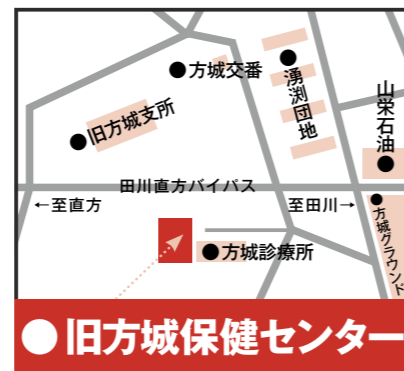 ●方城交番
●湧渕団地
●旧方城支所
山栄石油●
田川直方バイパス
←至直方
至田川→
●方城グラウンド
●方城診療所
●旧方城保健センター